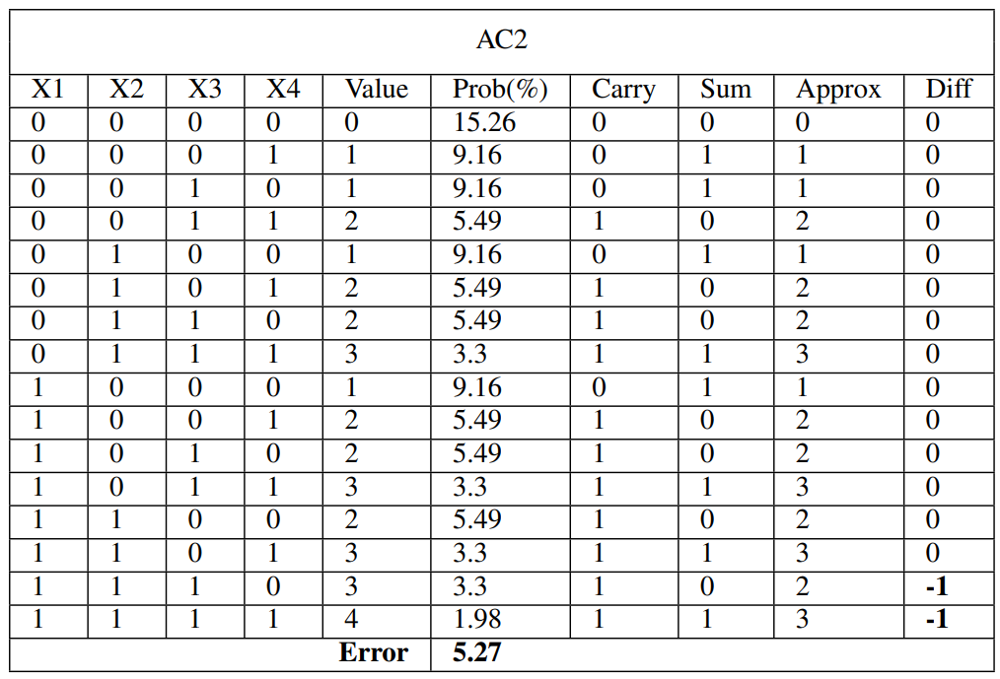 AC2
X1 X2 X3 X4 Value Prob(%) Carry Sum Approx Diff
0 0 0 0 0 15.26 0 0 0 0
0 0 0 1 1 9.16 0 1 1 0
0 0 1 0 1 9.16 0 1 1 0
0 0 1 1 2 5.49 1 0 2 0
0 1 0 0 1 9.16 0 1 1 0
0 1 0 1 2 5.49 1 0 2 0
0 1 1 0 2 5.49 1 0 2 0
0 1 1 1 3 3.3 1 1 3 0
1 0 0 0 1 9.16 0 1 1 0
1 0 0 1 2 5.49 1 0 2 0
1 0 1 0 2 5.49 1 0 2 0
1 0 1 1 3 3.3 1 1 3 0
1 1 0 0 2 5.49 1 0 2 0
1 1 0 1 3 3.3 1 1 3 0
1 1 1 0 3 3.3 1 0 2 -1
1 1 1 1 4 1.98 1 1 3 -1
Error 5.27